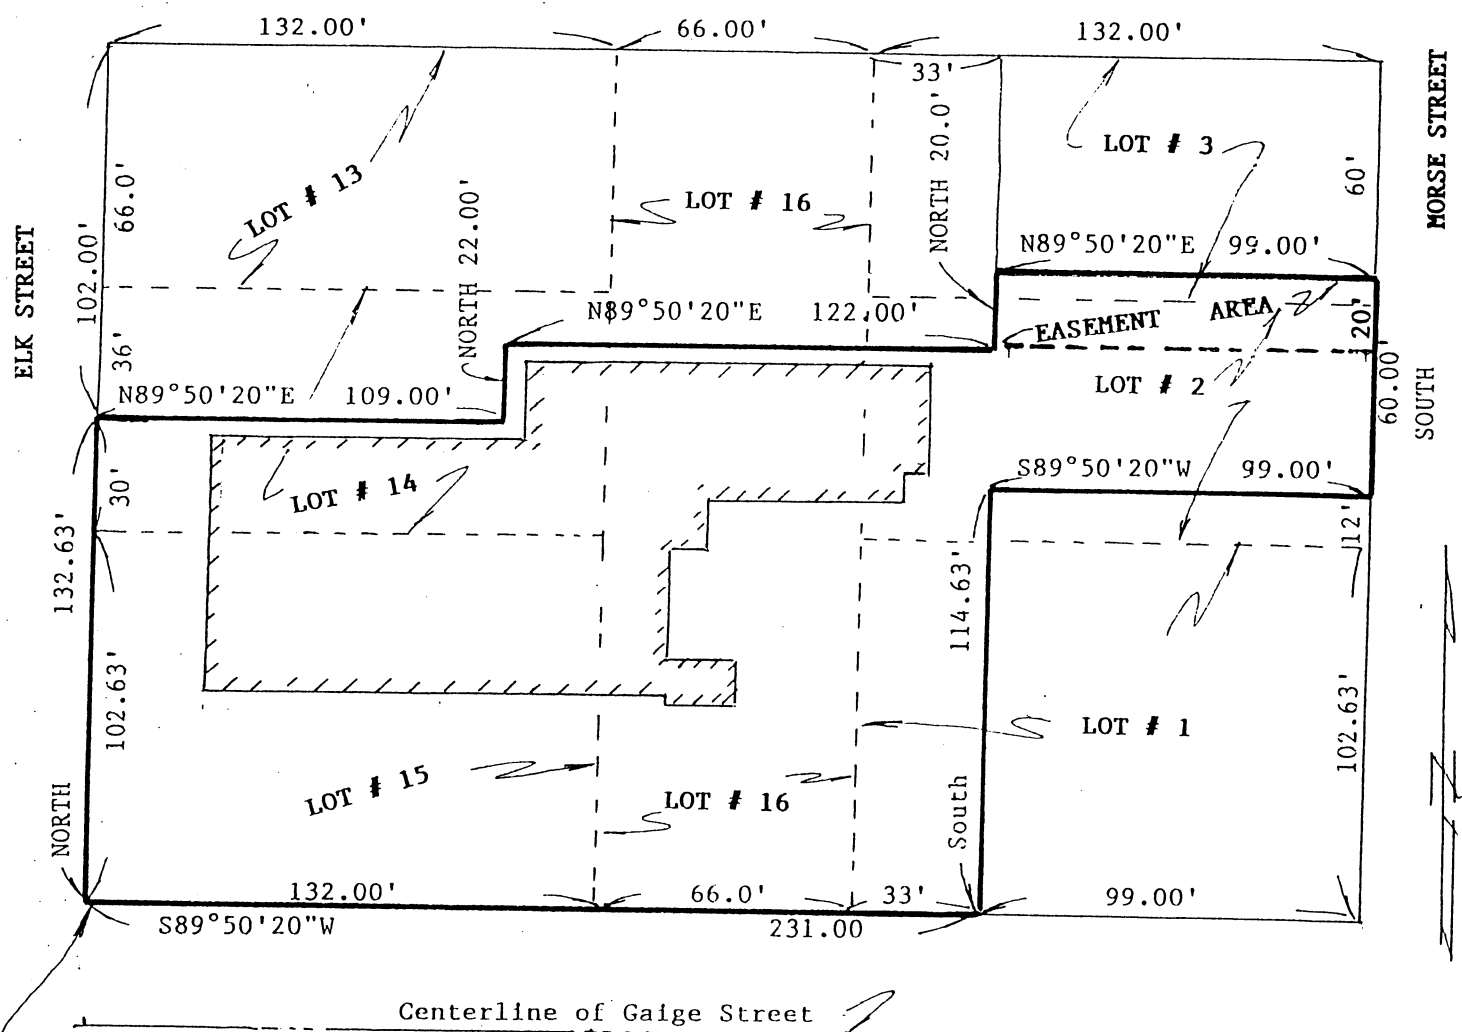 132.00'
66.00'
132.00'
33'
MORSE STREET
NORTH 20.0'
LOT # 3
60'
66.0'
LOT # 13
LOT # 16
NORTH 22.00'
ELK STREET
102.00'
N89°50'20"E 99.00'
N89°50'20"E 122.00'
EASEMENT AREA
20'
36'
N89°50'20"E 109.00'
LOT # 2
60.00'
SOUTH
S89°50'20"W 99.00'
30'
LOT # 14
12'
132.63'
114.63'
102.63'
LOT # 1
102.63'
LOT # 15
LOT # 16
NORTH
South
132.00'
66.0'
33'
99.00'
S89°50'20"W
231.00
Centerline of Gaige Street